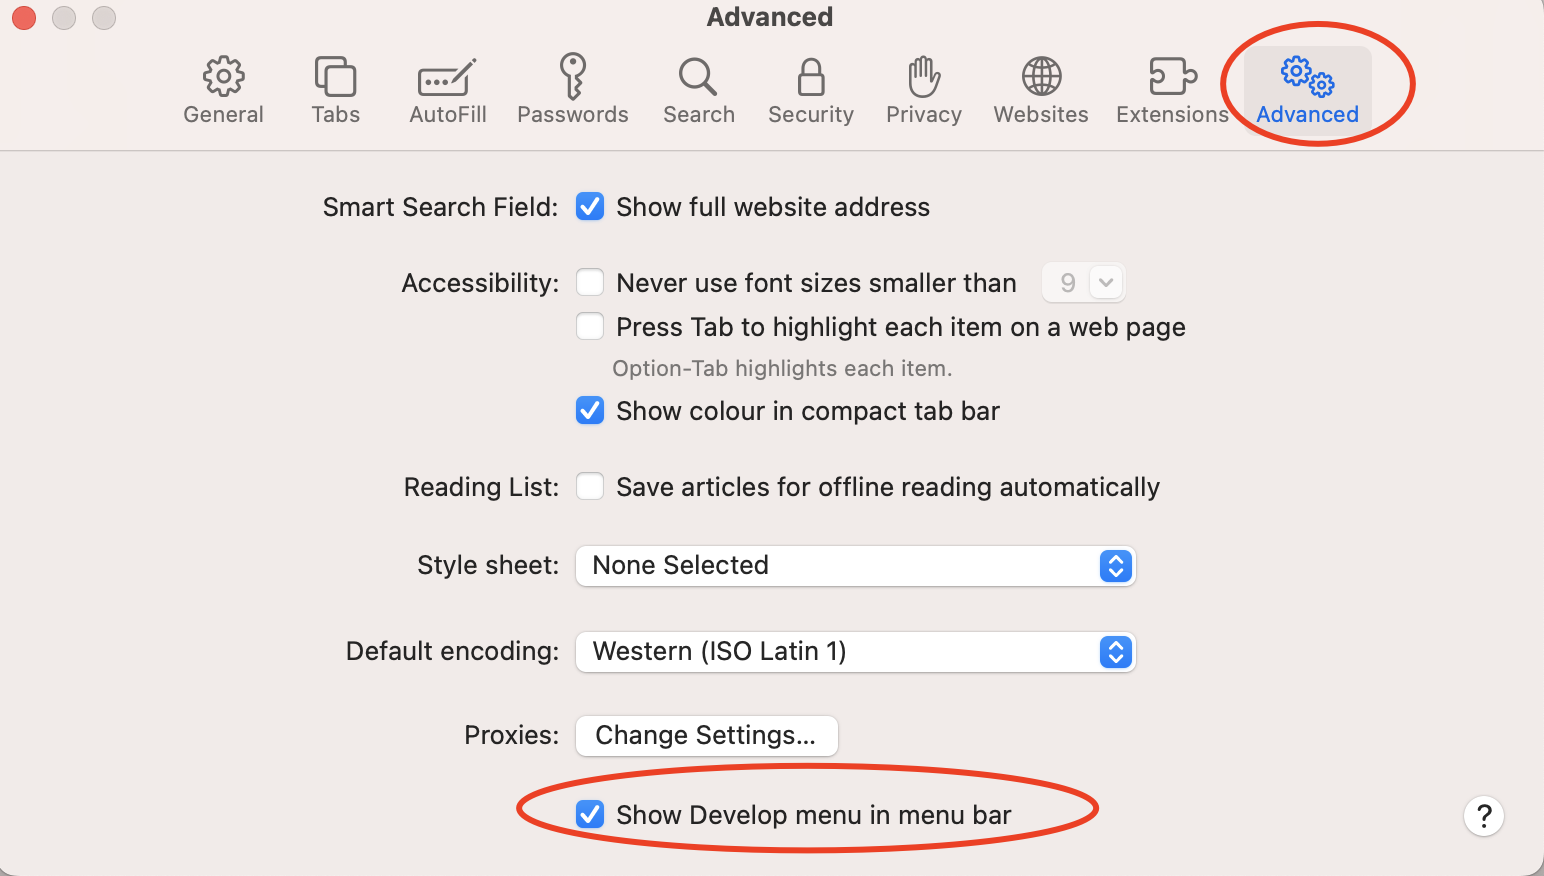 Advanced
General Tabs AutoFill Passwords Search Security Privacy Websites Extensions Advanced
Smart Search Field: Show full website address
Accessibility: Never use font sizes smaller than 9
Press Tab to highlight each item on a web page
Option-Tab highlights each item.
Show colour in compact tab bar
Reading List: Save articles for offline reading automatically
Style sheet: None Selected
Default encoding: Western (ISO Latin 1)
Proxies: Change Settings...
Show Develop menu in menu bar
?